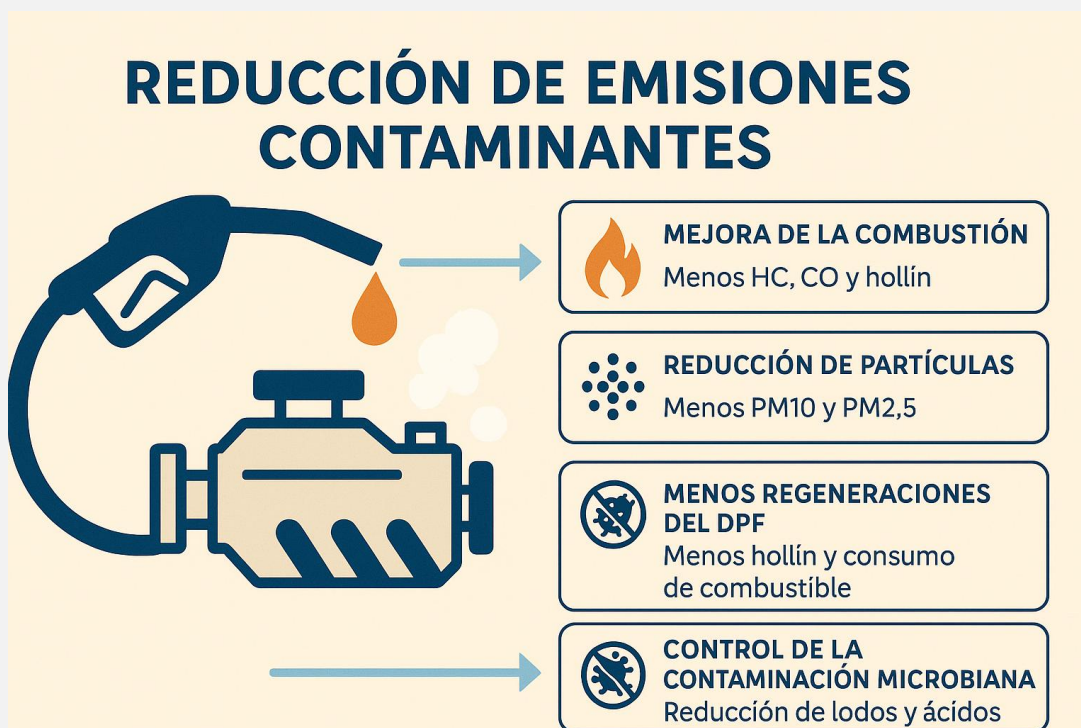 REDUCCIÓN DE EMISIONES
CONTAMINANTES
MEJORA DE LA COMBUSTIÓN
Menos HC, CO y hollín
REDUCCIÓN DE PARTÍCULAS
Menos PM10 y PM2,5
MENOS REGENERACIONES
DEL DPF
Menos hollín y consumo
de combustible
CONTROL DE LA
CONTAMINACIÓN MICROBIANA
Reducción de lodos y ácidos